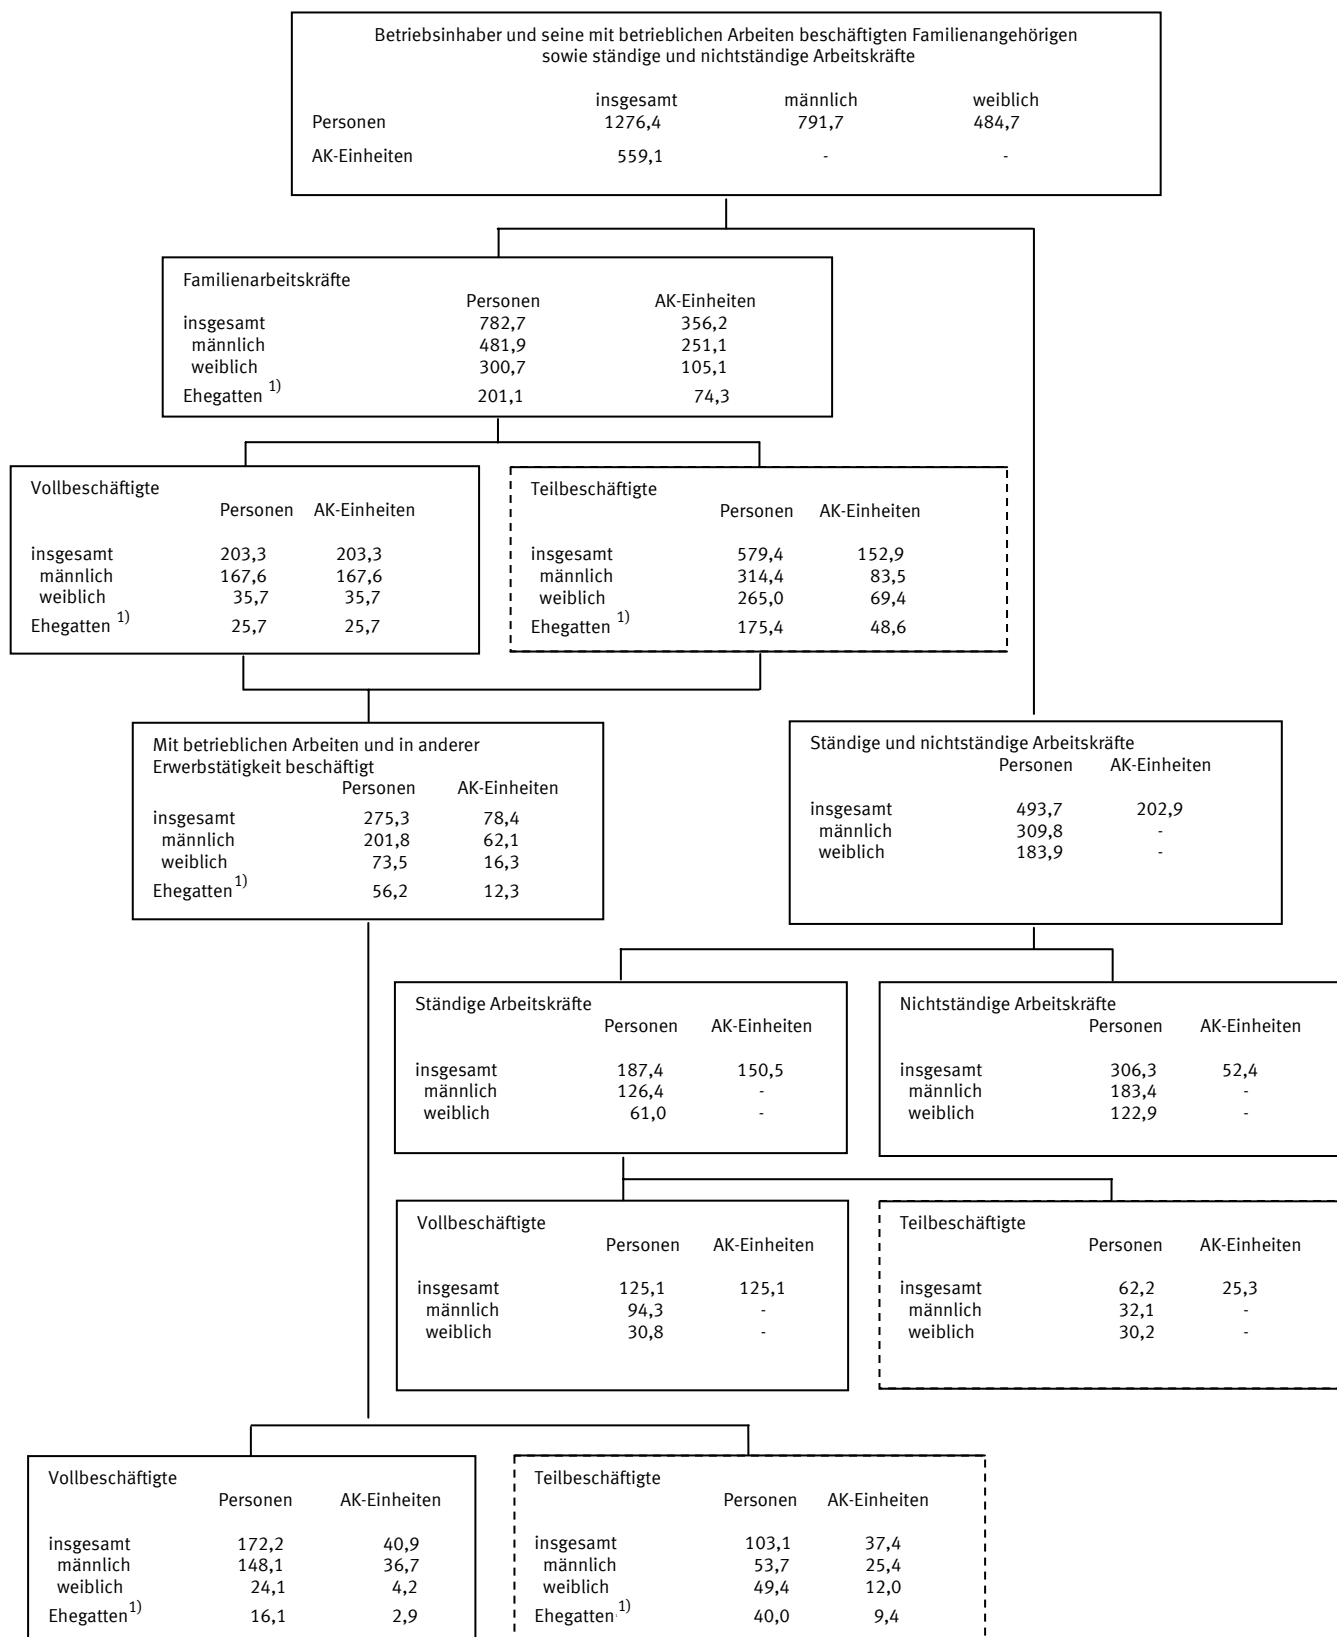 Betriebsinhaber und seine mit betrieblichen Arbeiten beschäftigten Familienangehörigen
sowie ständige und nichtständige Arbeitskräfte
insgesamt männlich weiblich
Personen 1276,4 791,7 484,7
AK-Einheiten 559,1 - -
Familienarbeitskräfte
Personen AK-Einheiten
insgesamt 782,7 356,2
männlich 481,9 251,1
weiblich 300,7 105,1
Ehegatten 1) 201,1 74,3
Vollbeschäftigte
Personen AK-Einheiten
insgesamt 203,3 203,3
männlich 167,6 167,6
weiblich 35,7 35,7
Ehegatten 1) 25,7 25,7
Teilbeschäftigte
Personen AK-Einheiten
insgesamt 579,4 152,9
männlich 314,4 83,5
weiblich 265,0 69,4
Ehegatten 1) 175,4 48,6
Mit betrieblichen Arbeiten und in anderer
Erwerbstätigkeit beschäftigt
Personen AK-Einheiten
insgesamt 275,3 78,4
männlich 201,8 62,1
weiblich 73,5 16,3
Ehegatten 1) 56,2 12,3
Ständige und nichtständige Arbeitskräfte
Personen AK-Einheiten
insgesamt 493,7 202,9
männlich 309,8 -
weiblich 183,9 -
Ständige Arbeitskräfte
Personen AK-Einheiten
insgesamt 187,4 150,5
männlich 126,4 -
weiblich 61,0 -
Nichtständige Arbeitskräfte
Personen AK-Einheiten
insgesamt 306,3 52,4
männlich 183,4 -
weiblich 122,9 -
Vollbeschäftigte
Personen AK-Einheiten
insgesamt 125,1 125,1
männlich 94,3 -
weiblich 30,8 -
Teilbeschäftigte
Personen AK-Einheiten
insgesamt 62,2 25,3
männlich 32,1 -
weiblich 30,2 -
Vollbeschäftigte
Personen AK-Einheiten
insgesamt 172,2 40,9
männlich 148,1 36,7
weiblich 24,1 4,2
Ehegatten 1) 16,1 2,9
Teilbeschäftigte
Personen AK-Einheiten
insgesamt 103,1 37,4
männlich 53,7 25,4
weiblich 49,4 12,0
Ehegatten 1) 40,0 9,4